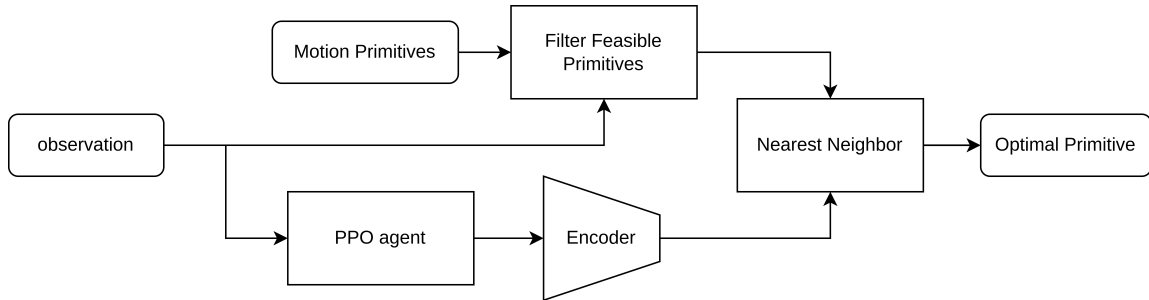 Motion Primitives
Filter Feasible
Primitives
observation
Nearest Neighbor
Optimal Primitive
PPO agent
Encoder